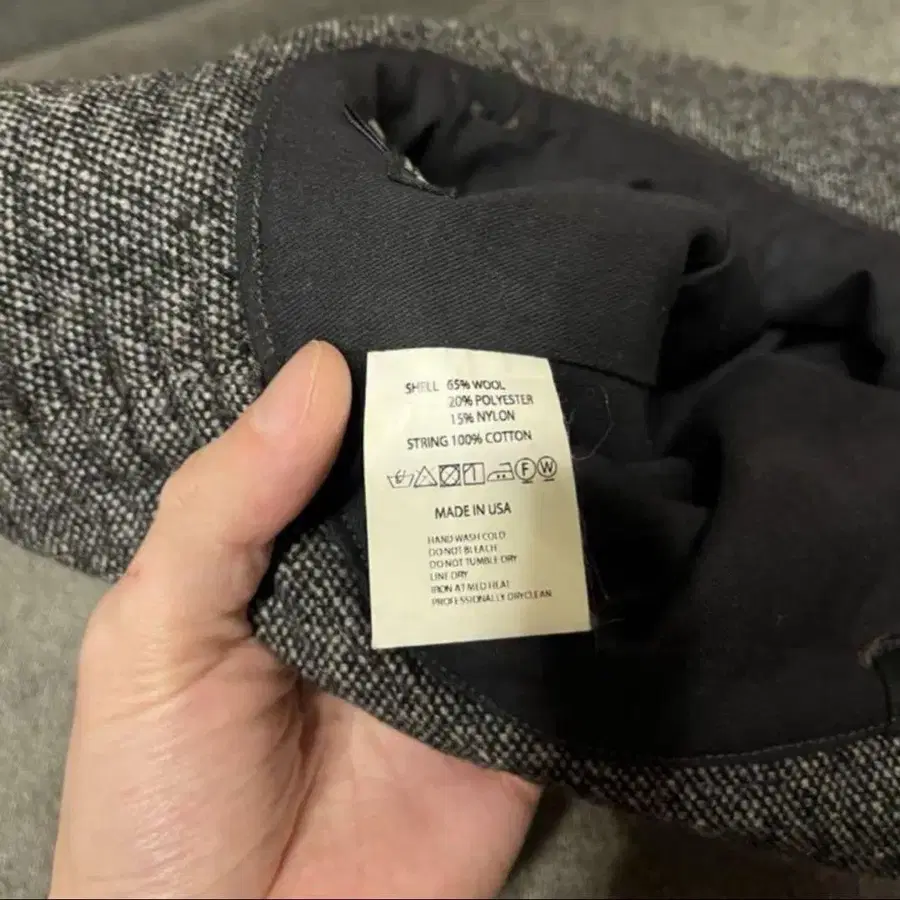 SHELL 65% WOOL
20% POLYESTER
15% NYLON
STRING 100% COTTON
F W
MADE IN USA
HAND WASH COLD
DO NOT BLEACH
DO NOT TUMBLE DRY
LINE DRY
IRON AT MED HEAT
PROFESSIONALLY DRYCLEAN